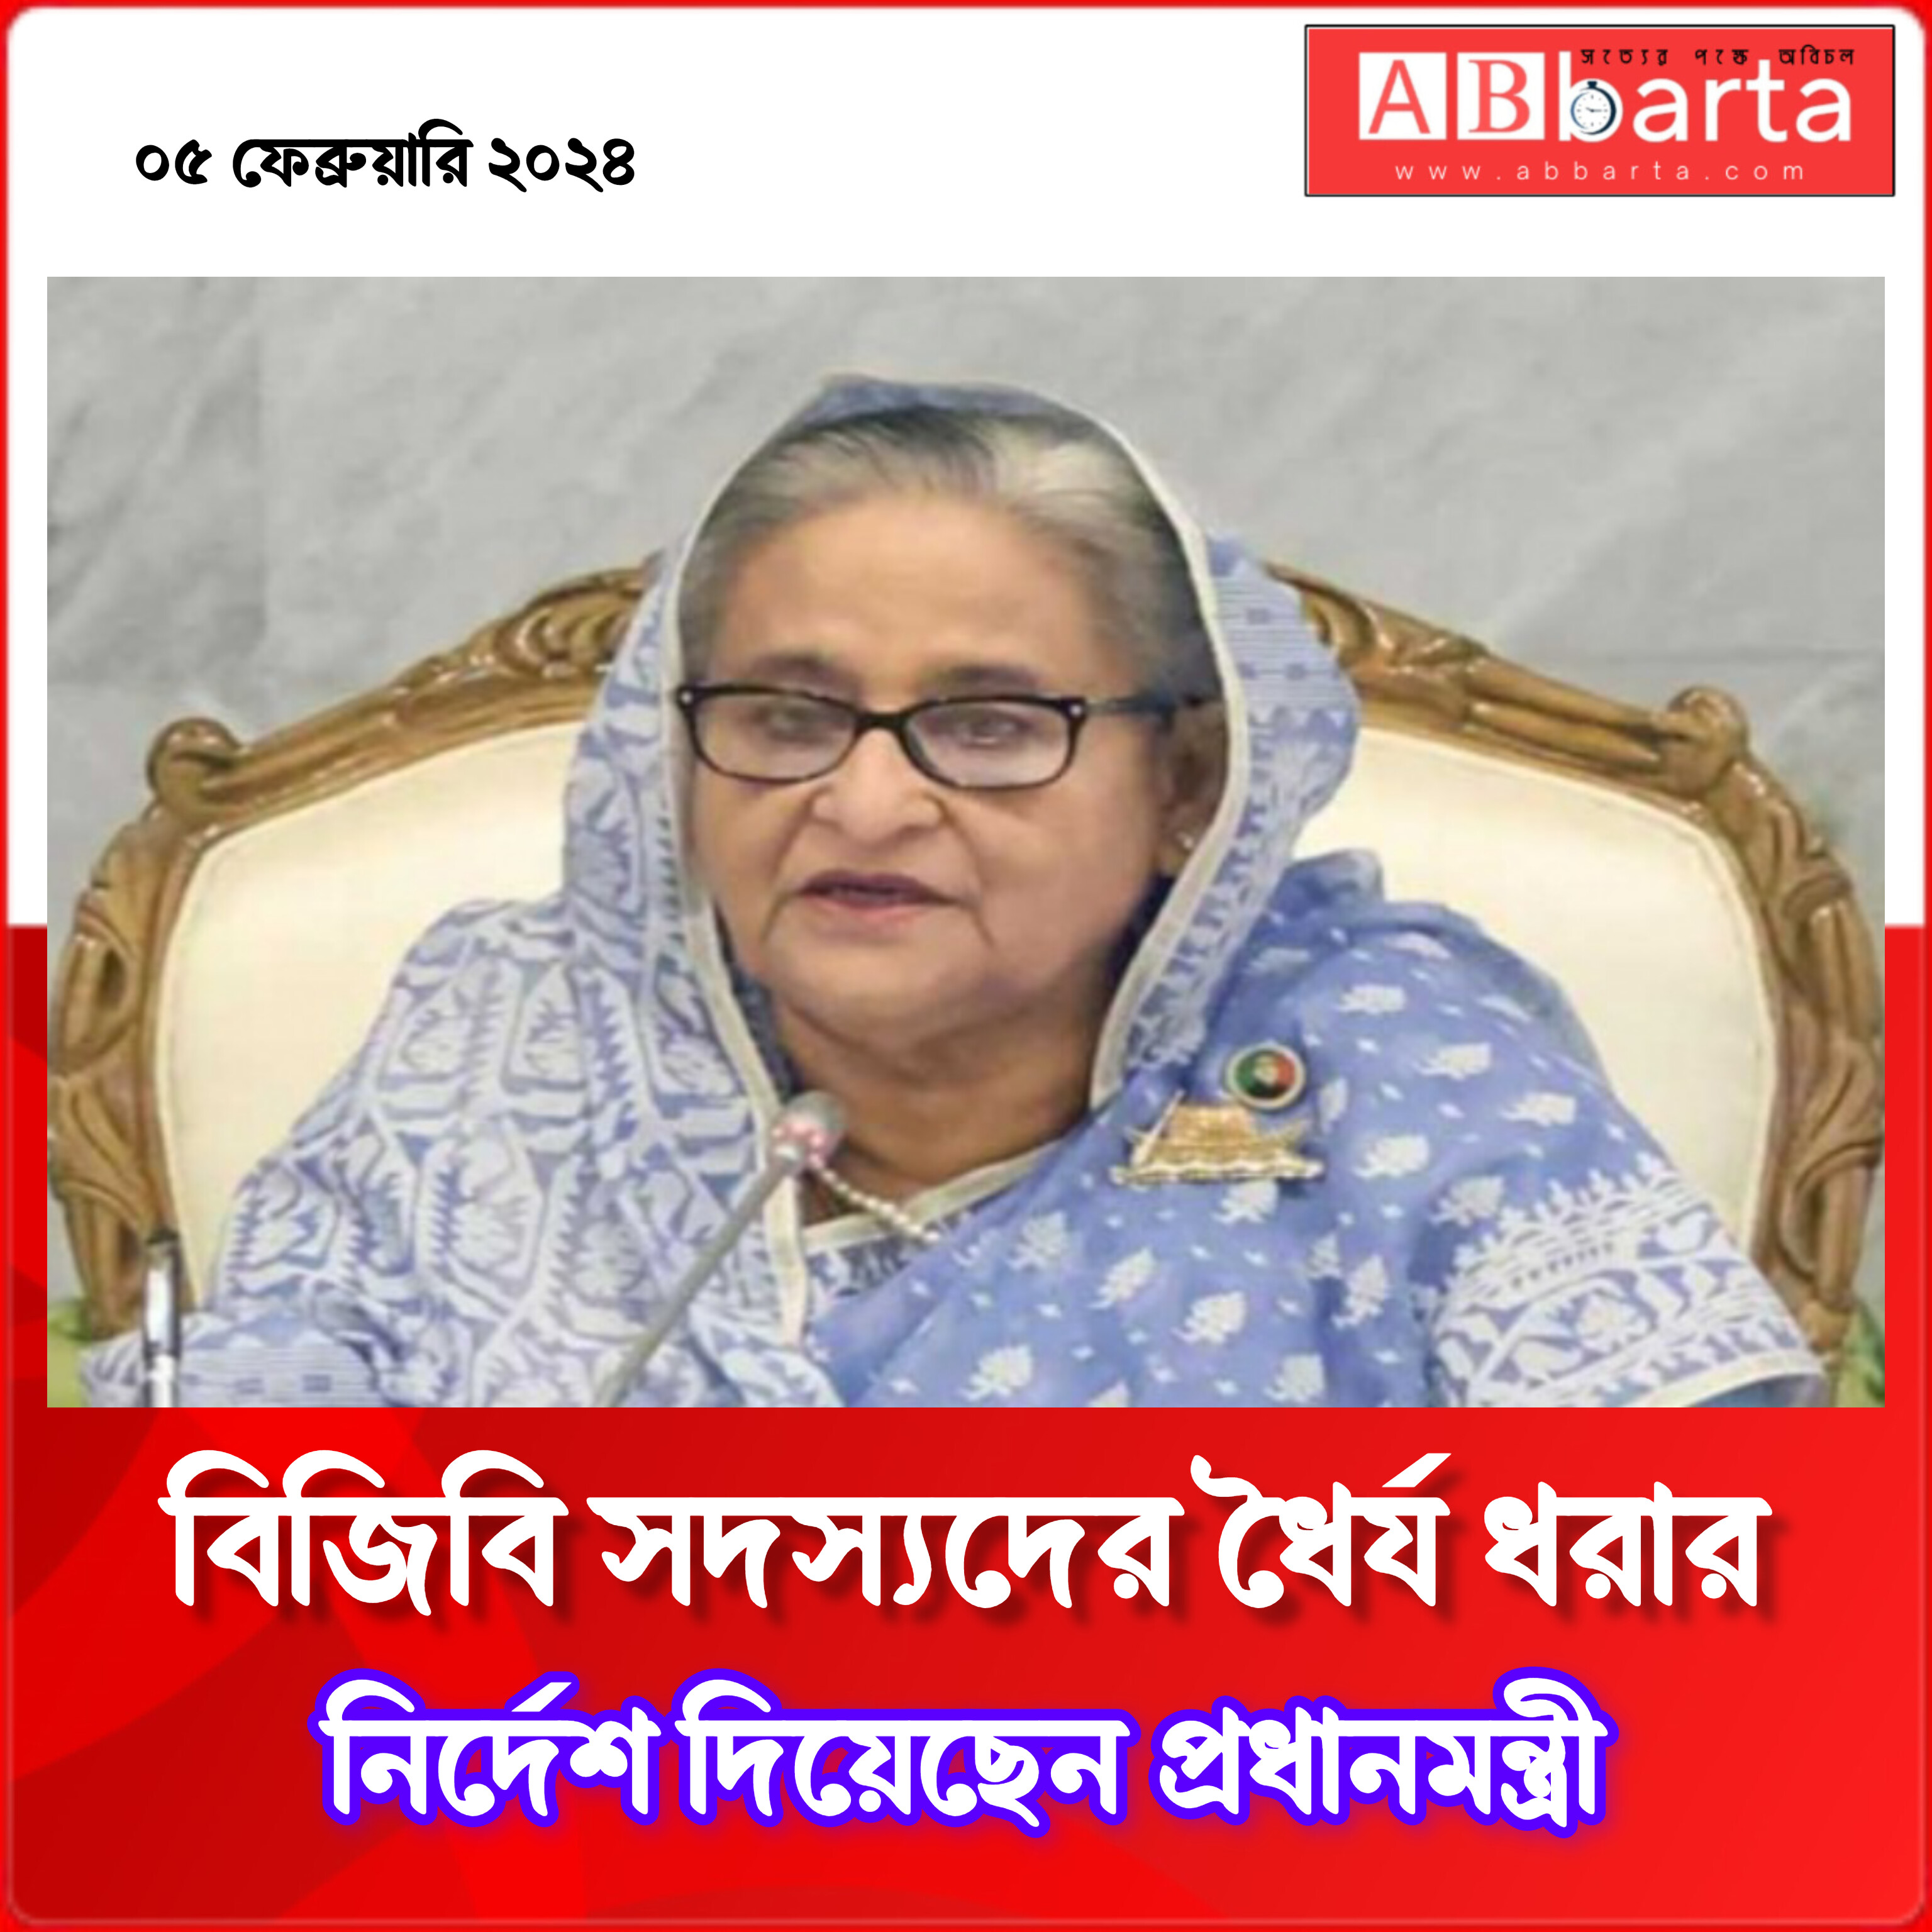 সত্যের পক্ষে অবিচল
ABbarta
www.abbarta.com
০৫ ফেব্রুয়ারি ২০২৪
বিজিবি সদস্যদের ধৈর্য ধরার
নির্দেশ দিয়েছেন প্রধানমন্ত্রী